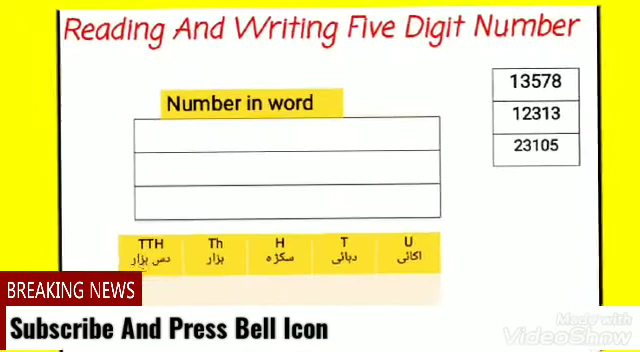 Reading And Writing Five Digit Number
13578
Number in word
12313
23105
TTH Th H T U
دس ہزار ہزار سکڑہ دہائی اکائی
BREAKING NEWS
Subscribe And Press Bell Icon
Made with
VideoShow